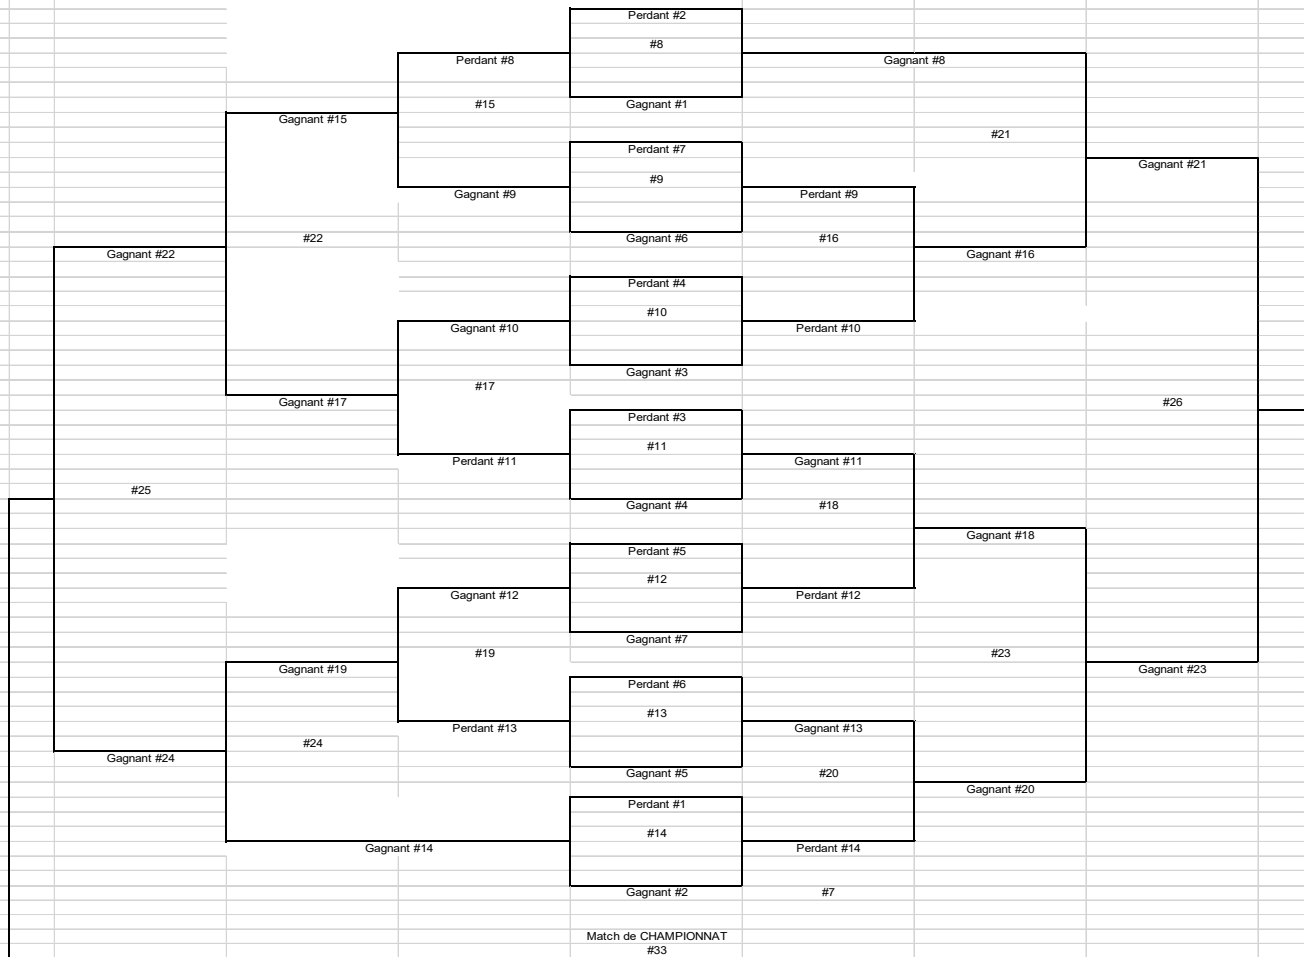 Perdant #2
#8
Perdant #8
Gagnant #8
#15
Gagnant #1
Gagnant #15
#21
Perdant #7
Gagnant #21
#9
Gagnant #9
Perdant #9
#22
Gagnant #6
#16
Gagnant #22
Gagnant #16
Perdant #4
#10
Gagnant #10
Perdant #10
Gagnant #3
#17
Gagnant #17
#26
Perdant #3
#11
Perdant #11
Gagnant #11
#25
Gagnant #4
#18
Gagnant #18
Perdant #5
#12
Gagnant #12
Perdant #12
Gagnant #7
#19
#23
Gagnant #19
Gagnant #23
Perdant #6
#13
Perdant #13
Gagnant #13
#24
Gagnant #24
Gagnant #5
#20
Gagnant #20
Perdant #1
#14
Gagnant #14
Perdant #14
Gagnant #2
#7
Match de CHAMPIONNAT
#33